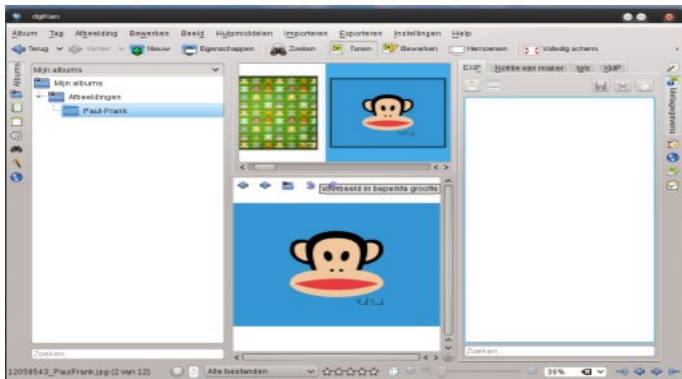 digiKam
Album Tag Afbeelding Bewerken Beeld Hulpmiddelen Importeren Exporteren Instellingen Help
Terug Verder Nieuw Eigenschappen Zoeken Tonen Bewerken Hernoemen Volledig scherm
Albums
Mijn albums
Mijn albums
Afbeeldingen
Paul-Frank
Voorbeeld in beperkte grootte
EXIF Notitie van maker iptc XMP
Metagegevens
Zoeken...
Zoeken...
12058543_PaulFrank.jpg (2 van 12)
Alle bestanden
36%